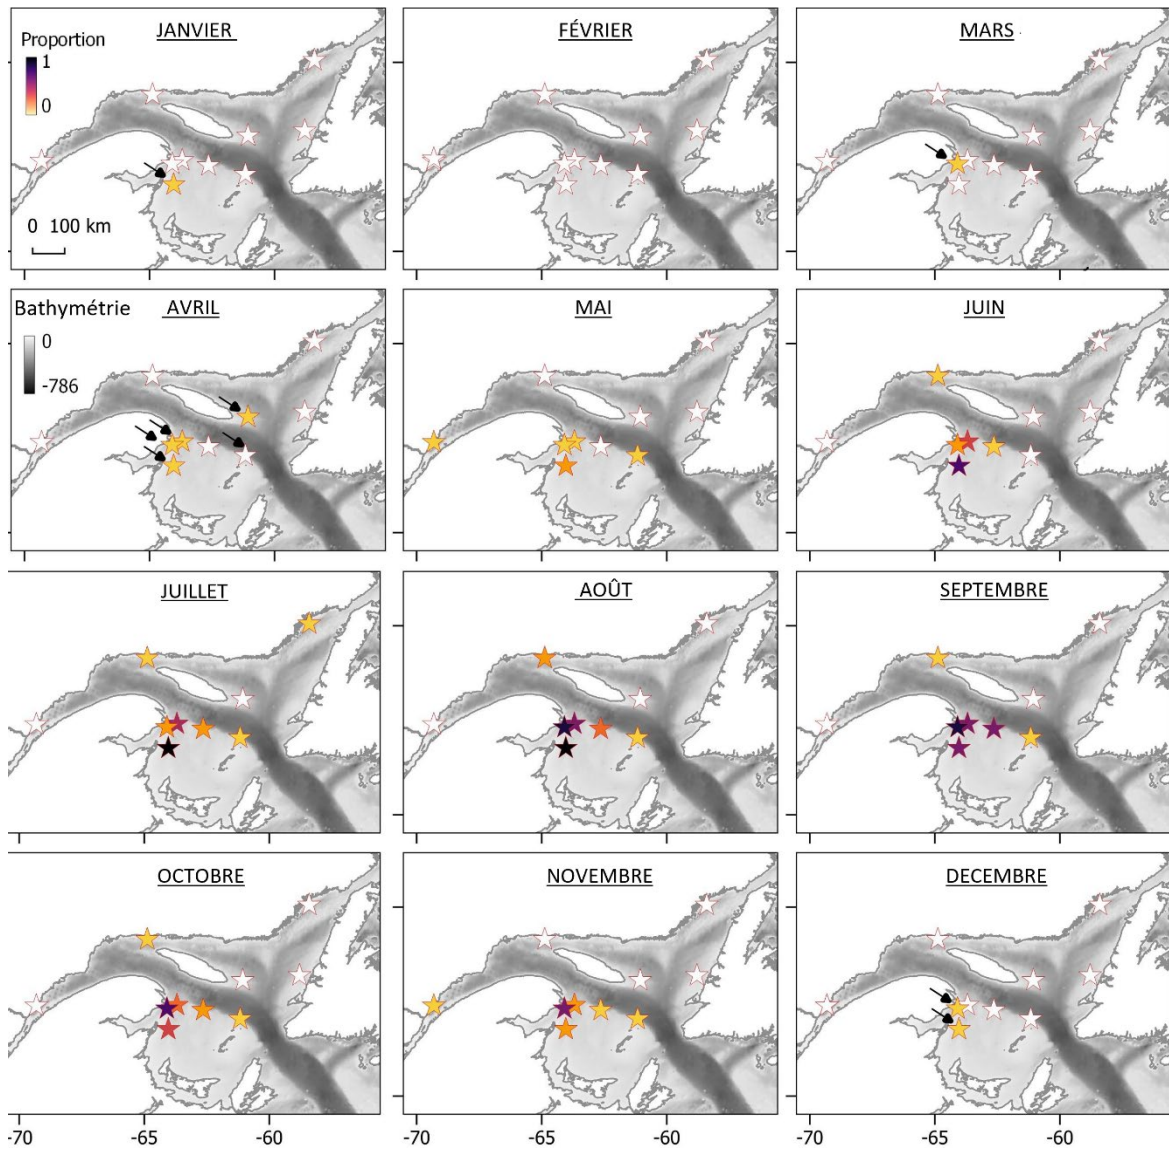 JANVIER
FÉVRIER
MARS
Proportion
1
0
0 100 km
Bathymétrie
AVRIL
MAI
JUIN
0
-786
JUILLET
AOÛT
SEPTEMBRE
OCTOBRE
NOVEMBRE
DECEMBRE
-70 -65 -60 -70 -65 -60 -70 -65 -60